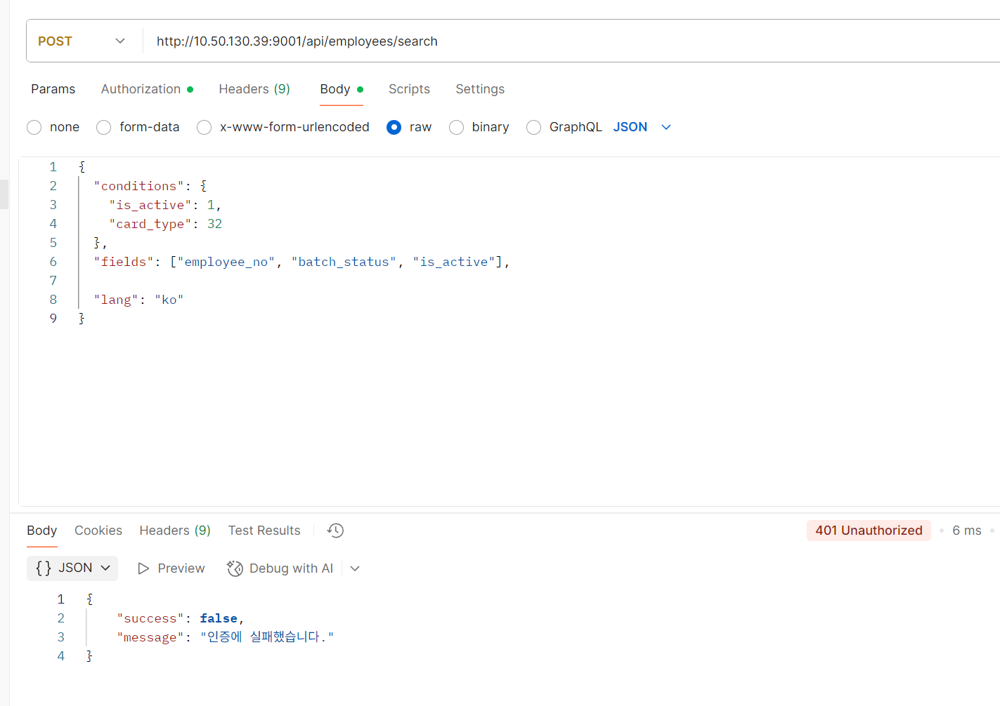 POST http://10.50.130.39:9001/api/employees/search
Params Authorization Headers (9) Body Scripts Settings
none form-data x-www-form-urlencoded raw binary GraphQL JSON
1 {
2 "conditions": {
3 "is_active": 1,
4 "card_type": 32
5 },
6 "fields": ["employee_no", "batch_status", "is_active"],
7
8 "lang": "ko"
9 }
Body Cookies Headers (9) Test Results 401 Unauthorized • 6 ms •
{} JSON Preview Debug with AI
1 {
2 "success": false,
3 "message": "인증에 실패했습니다."
4 }